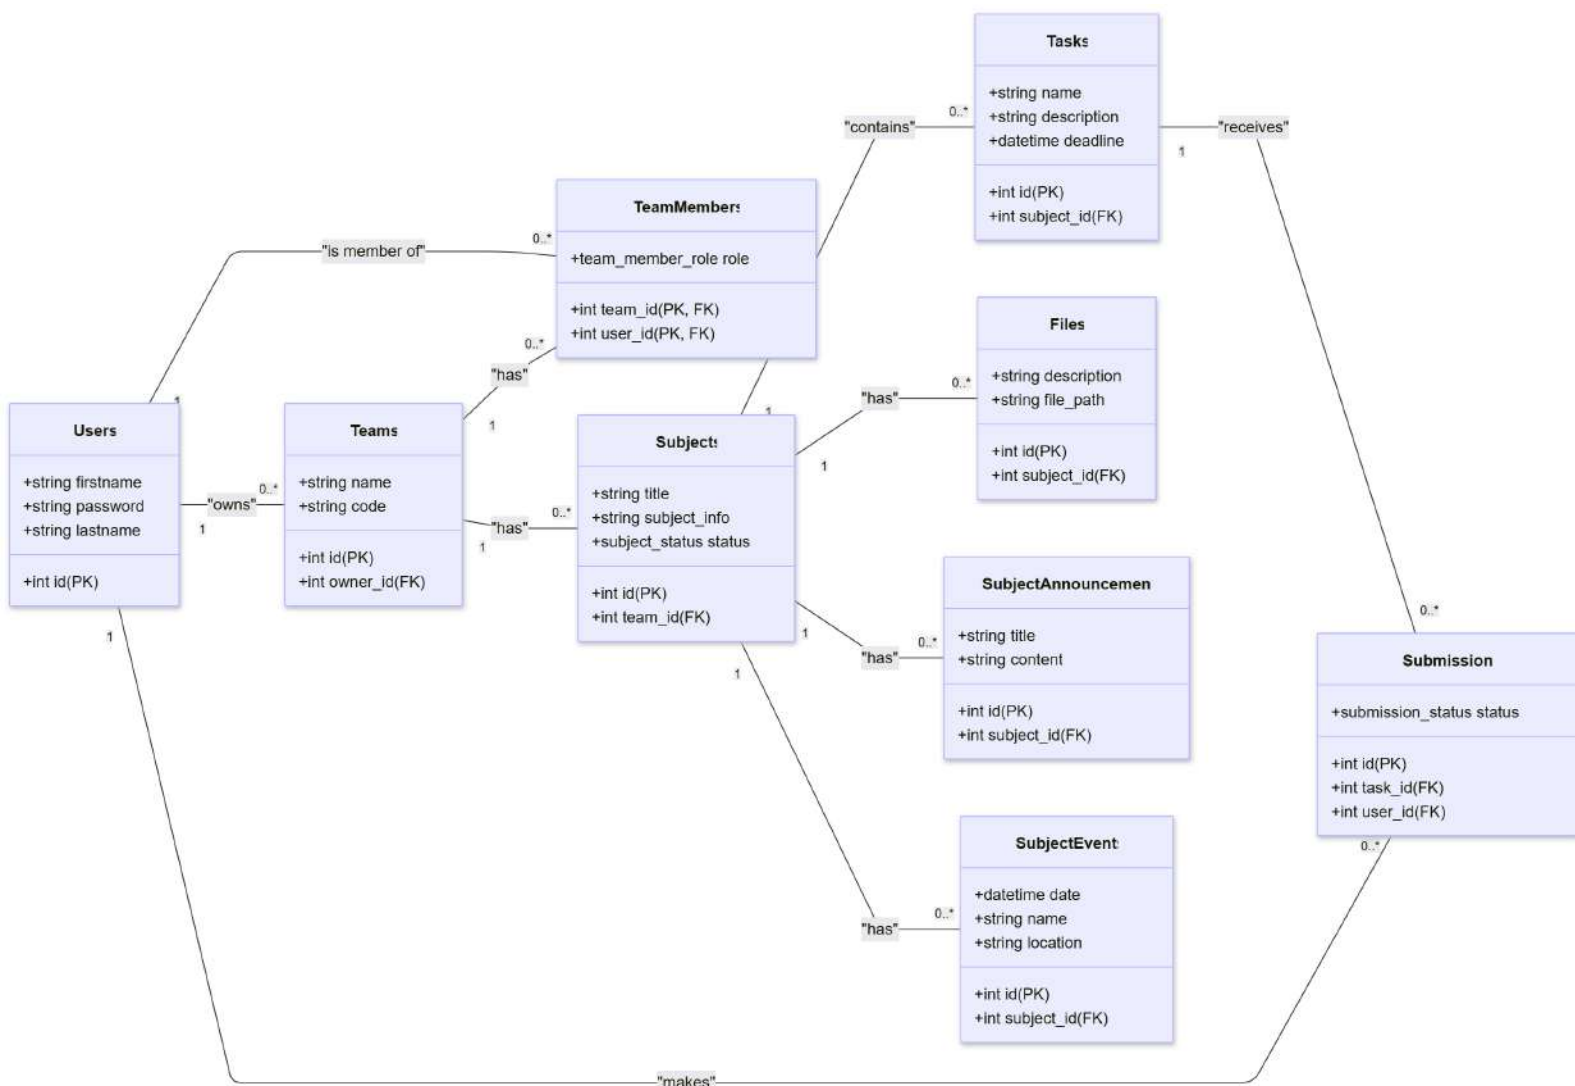 Tasks
+string name
+string description
+datetime deadline
+int id(PK)
+int subject_id(FK)
0..*
"contains"
1
"receives"
TeamMembers
+team_member_role role
+int team_id(PK, FK)
+int user_id(PK, FK)
0..*
"is member of"
1
0..*
"has"
1
Files
+string description
+string file_path
+int id(PK)
+int subject_id(FK)
0..*
"has"
1
1
Users
+string firstname
+string password
+string lastname
+int id(PK)
1
"owns"
0..*
Teams
+string name
+string code
+int id(PK)
+int owner_id(FK)
1
"has"
0..*
Subjects
+string title
+string subject_info
+subject_status status
+int id(PK)
+int team_id(FK)
1
"has"
0..*
SubjectAnnouncemen
+string title
+string content
+int id(PK)
+int subject_id(FK)
0..*
Submission
+submission_status status
+int id(PK)
+int task_id(FK)
+int user_id(FK)
0..*
1
"has"
0..*
SubjectEvents
+datetime date
+string name
+string location
+int id(PK)
+int subject_id(FK)
1
"makes"